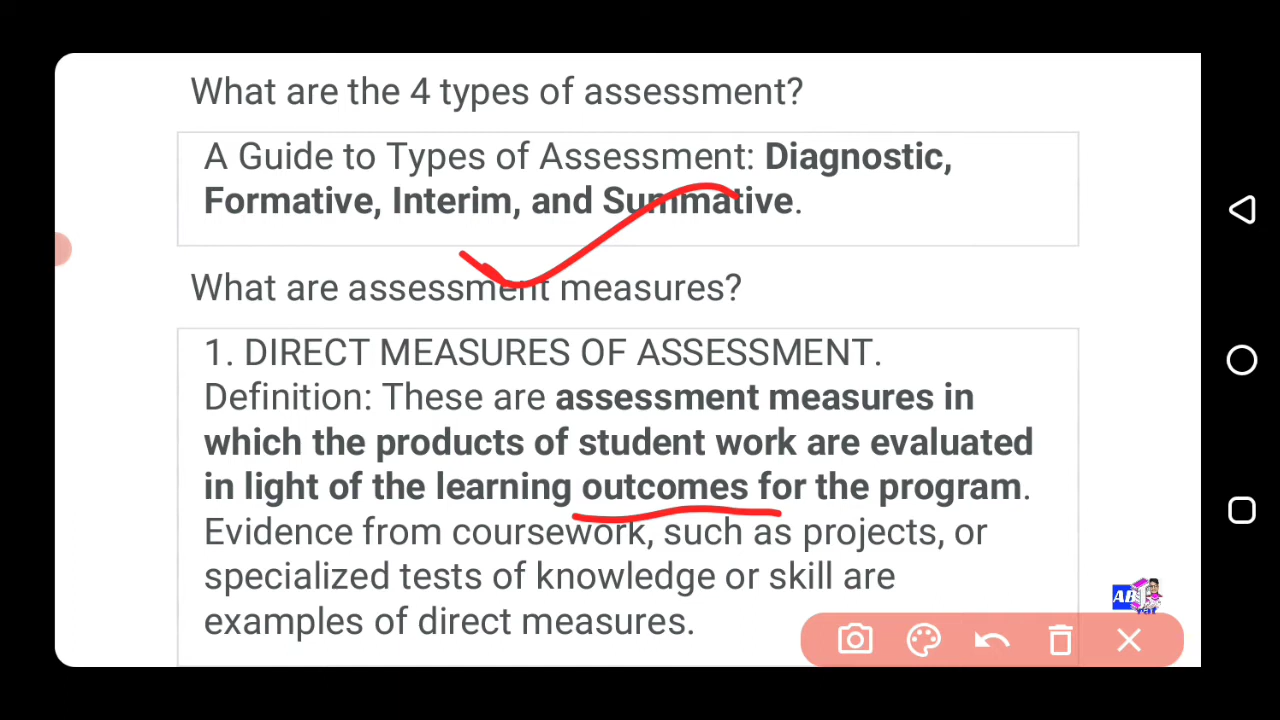 What are the 4 types of assessment?
A Guide to Types of Assessment: Diagnostic,
Formative, Interim, and Summative.
What are assessment measures?
1. DIRECT MEASURES OF ASSESSMENT.
Definition: These are assessment measures in
which the products of student work are evaluated
in light of the learning outcomes for the program.
Evidence from coursework, such as projects, or
specialized tests of knowledge or skill are
examples of direct measures.